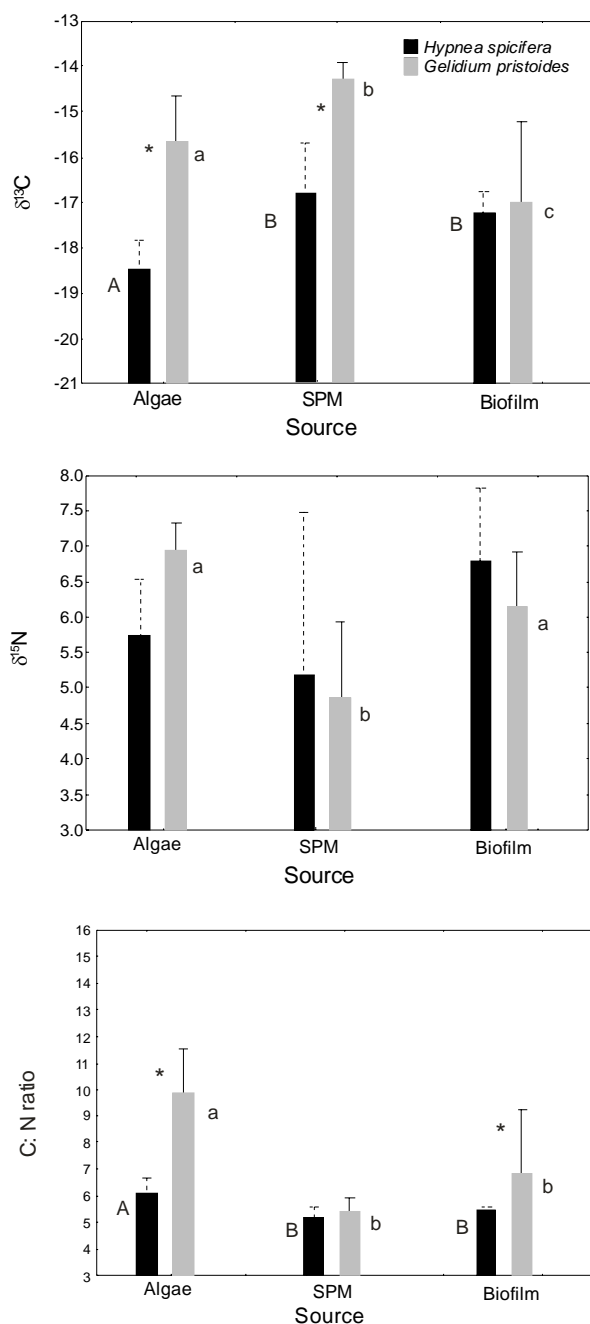 -13
Hypnea spicifera
-14
b
Gelidium pristoides
-15
*
*
a
-16
δ¹³C
-17
B
B
c
-18
A
-19
-20
-21
Algae
SPM
Biofilm
Source
8.0
7.5
7.0
a
6.5
6.0
a
δ¹⁵N
5.5
5.0
4.5
b
4.0
3.5
3.0
Algae
SPM
Biofilm
Source
16
15
14
13
12
11
*
10
a
C: N ratio
9
*
8
7
b
6
A
5
B
b
B
4
3
Algae
SPM
Biofilm
Source